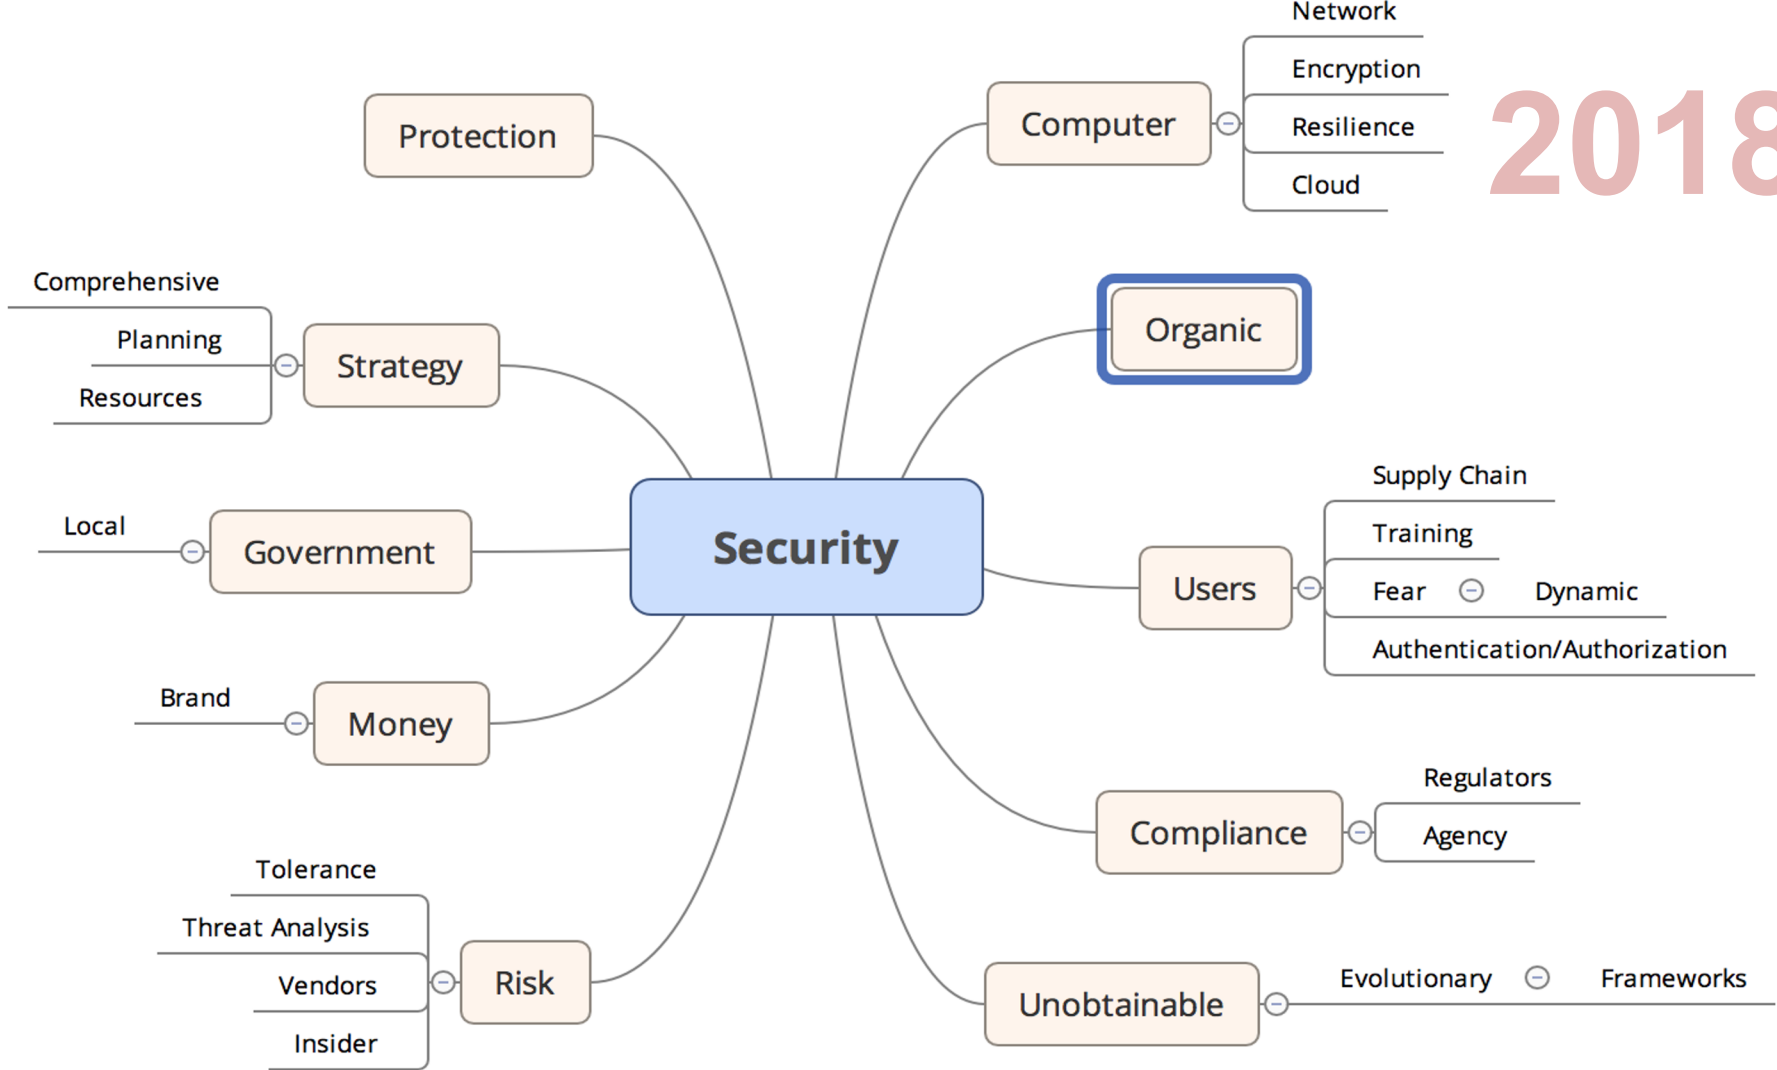 Network
Encryption
Resilience
Cloud
Computer
2018
Protection
Organic
Comprehensive
Planning
Resources
Strategy
Security
Local
Government
Supply Chain
Training
Fear
Dynamic
Authentication/Authorization
Users
Brand
Money
Regulators
Agency
Compliance
Tolerance
Threat Analysis
Vendors
Insider
Risk
Unobtainable
Evolutionary
Frameworks